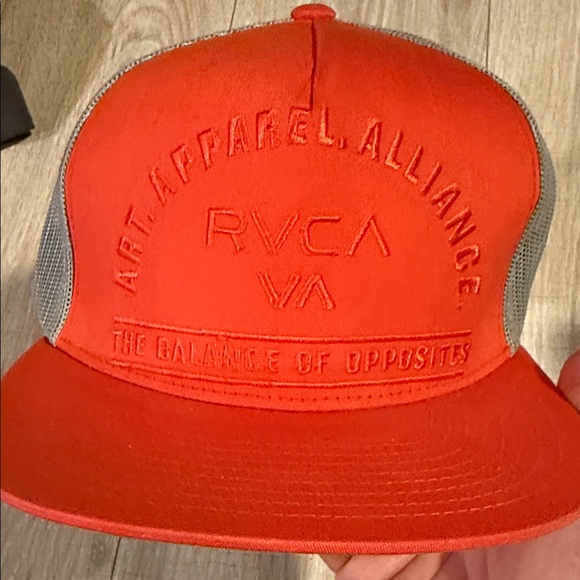 ART. APPAREL. ALLIANCE.
RVCA
VA
THE BALANCE OF OPPOSITES